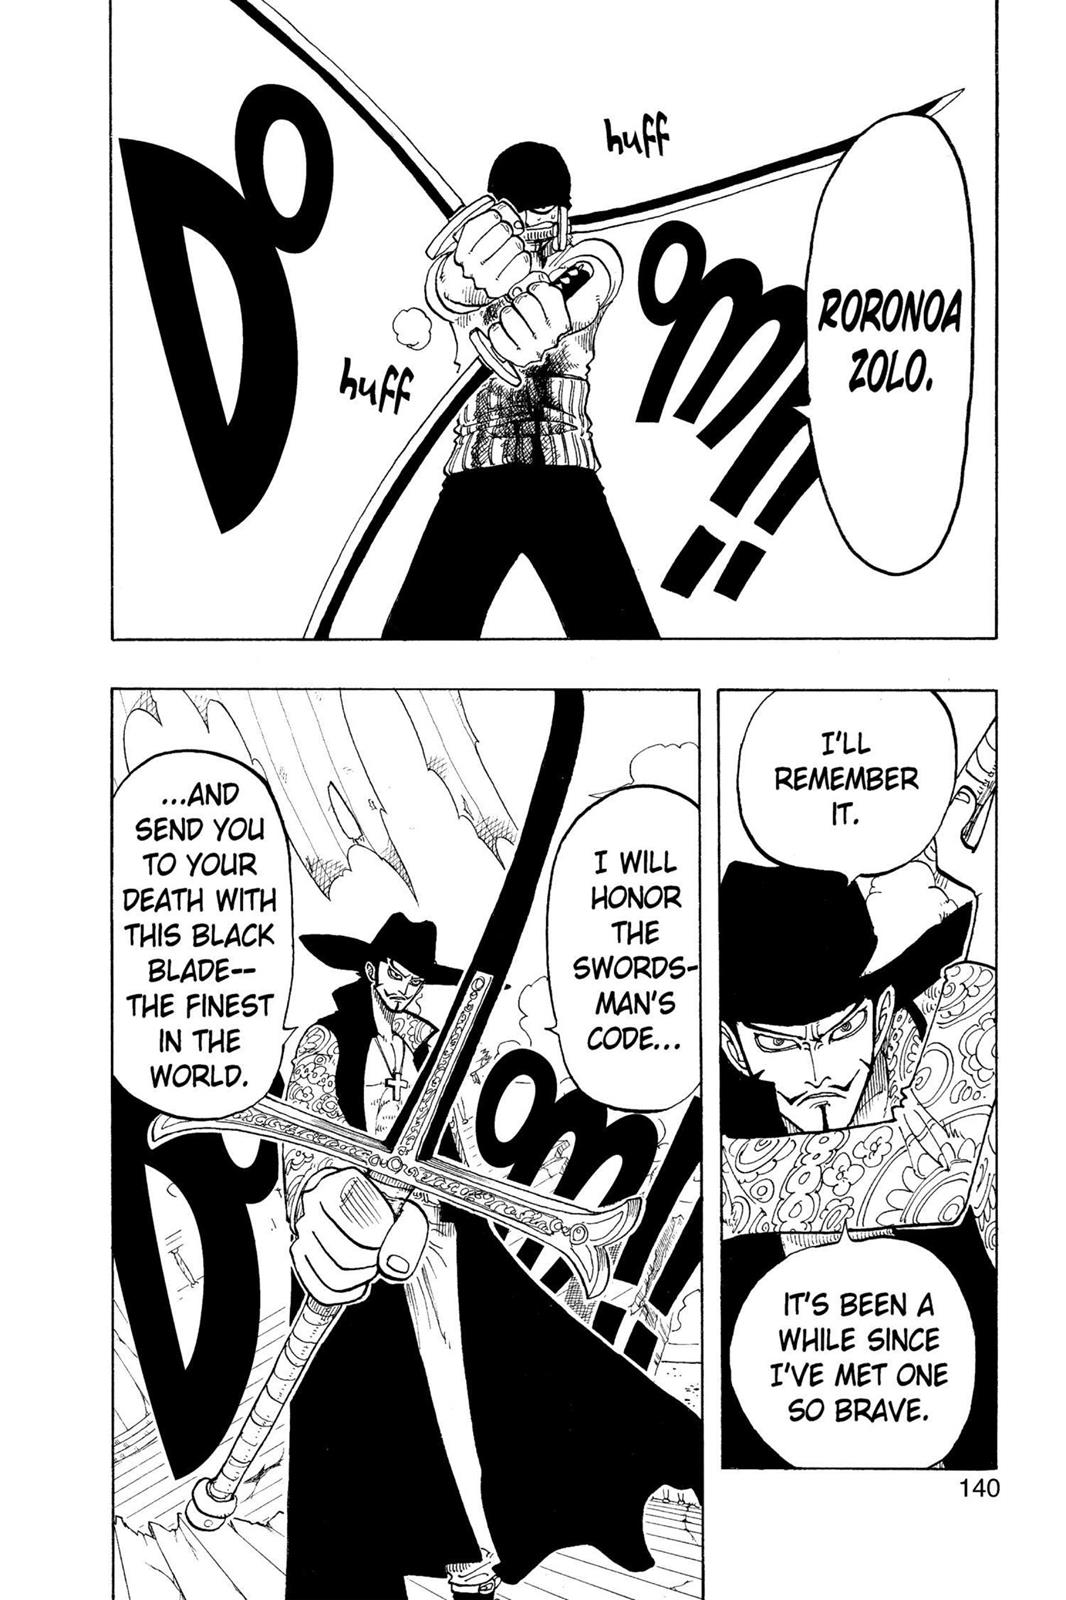 huff
RORONOA
ZOLO.
huff
DOOM!!
I'LL
REMEMBER
IT.
IT'S BEEN A
WHILE SINCE
I'VE MET ONE
SO BRAVE.
I WILL
HONOR
THE
SWORDS-
MAN'S
CODE...
...AND
SEND YOU
TO YOUR
DEATH WITH
THIS BLACK
BLADE--
THE FINEST
IN THE
WORLD.
DOOM!!
140